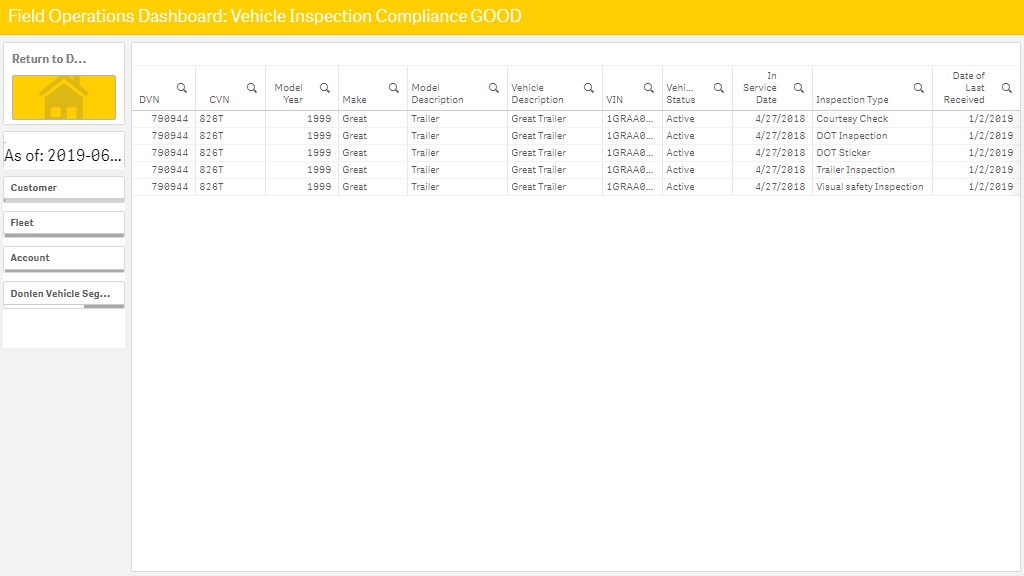 Field Operations Dashboard: Vehicle Inspection Compliance GOOD
Return to D...
As of: 2019-06...
Customer
Fleet
Account
Donlen Vehicle Seg...
DVN CVN Model Year Make Model Description Vehicle Description VIN Vehi... Status In Service Date Inspection Type Date of Last Received
790944 826T 1999 Great Trailer Great Trailer 1GRAA0... Active 4/27/2018 Courtesy Check 1/2/2019
790944 826T 1999 Great Trailer Great Trailer 1GRAA0... Active 4/27/2018 DOT Inspection 1/2/2019
790944 826T 1999 Great Trailer Great Trailer 1GRAA0... Active 4/27/2018 DOT Sticker 1/2/2019
790944 826T 1999 Great Trailer Great Trailer 1GRAA0... Active 4/27/2018 Trailer Inspection 1/2/2019
790944 826T 1999 Great Trailer Great Trailer 1GRAA0... Active 4/27/2018 Visual safety Inspection 1/2/2019